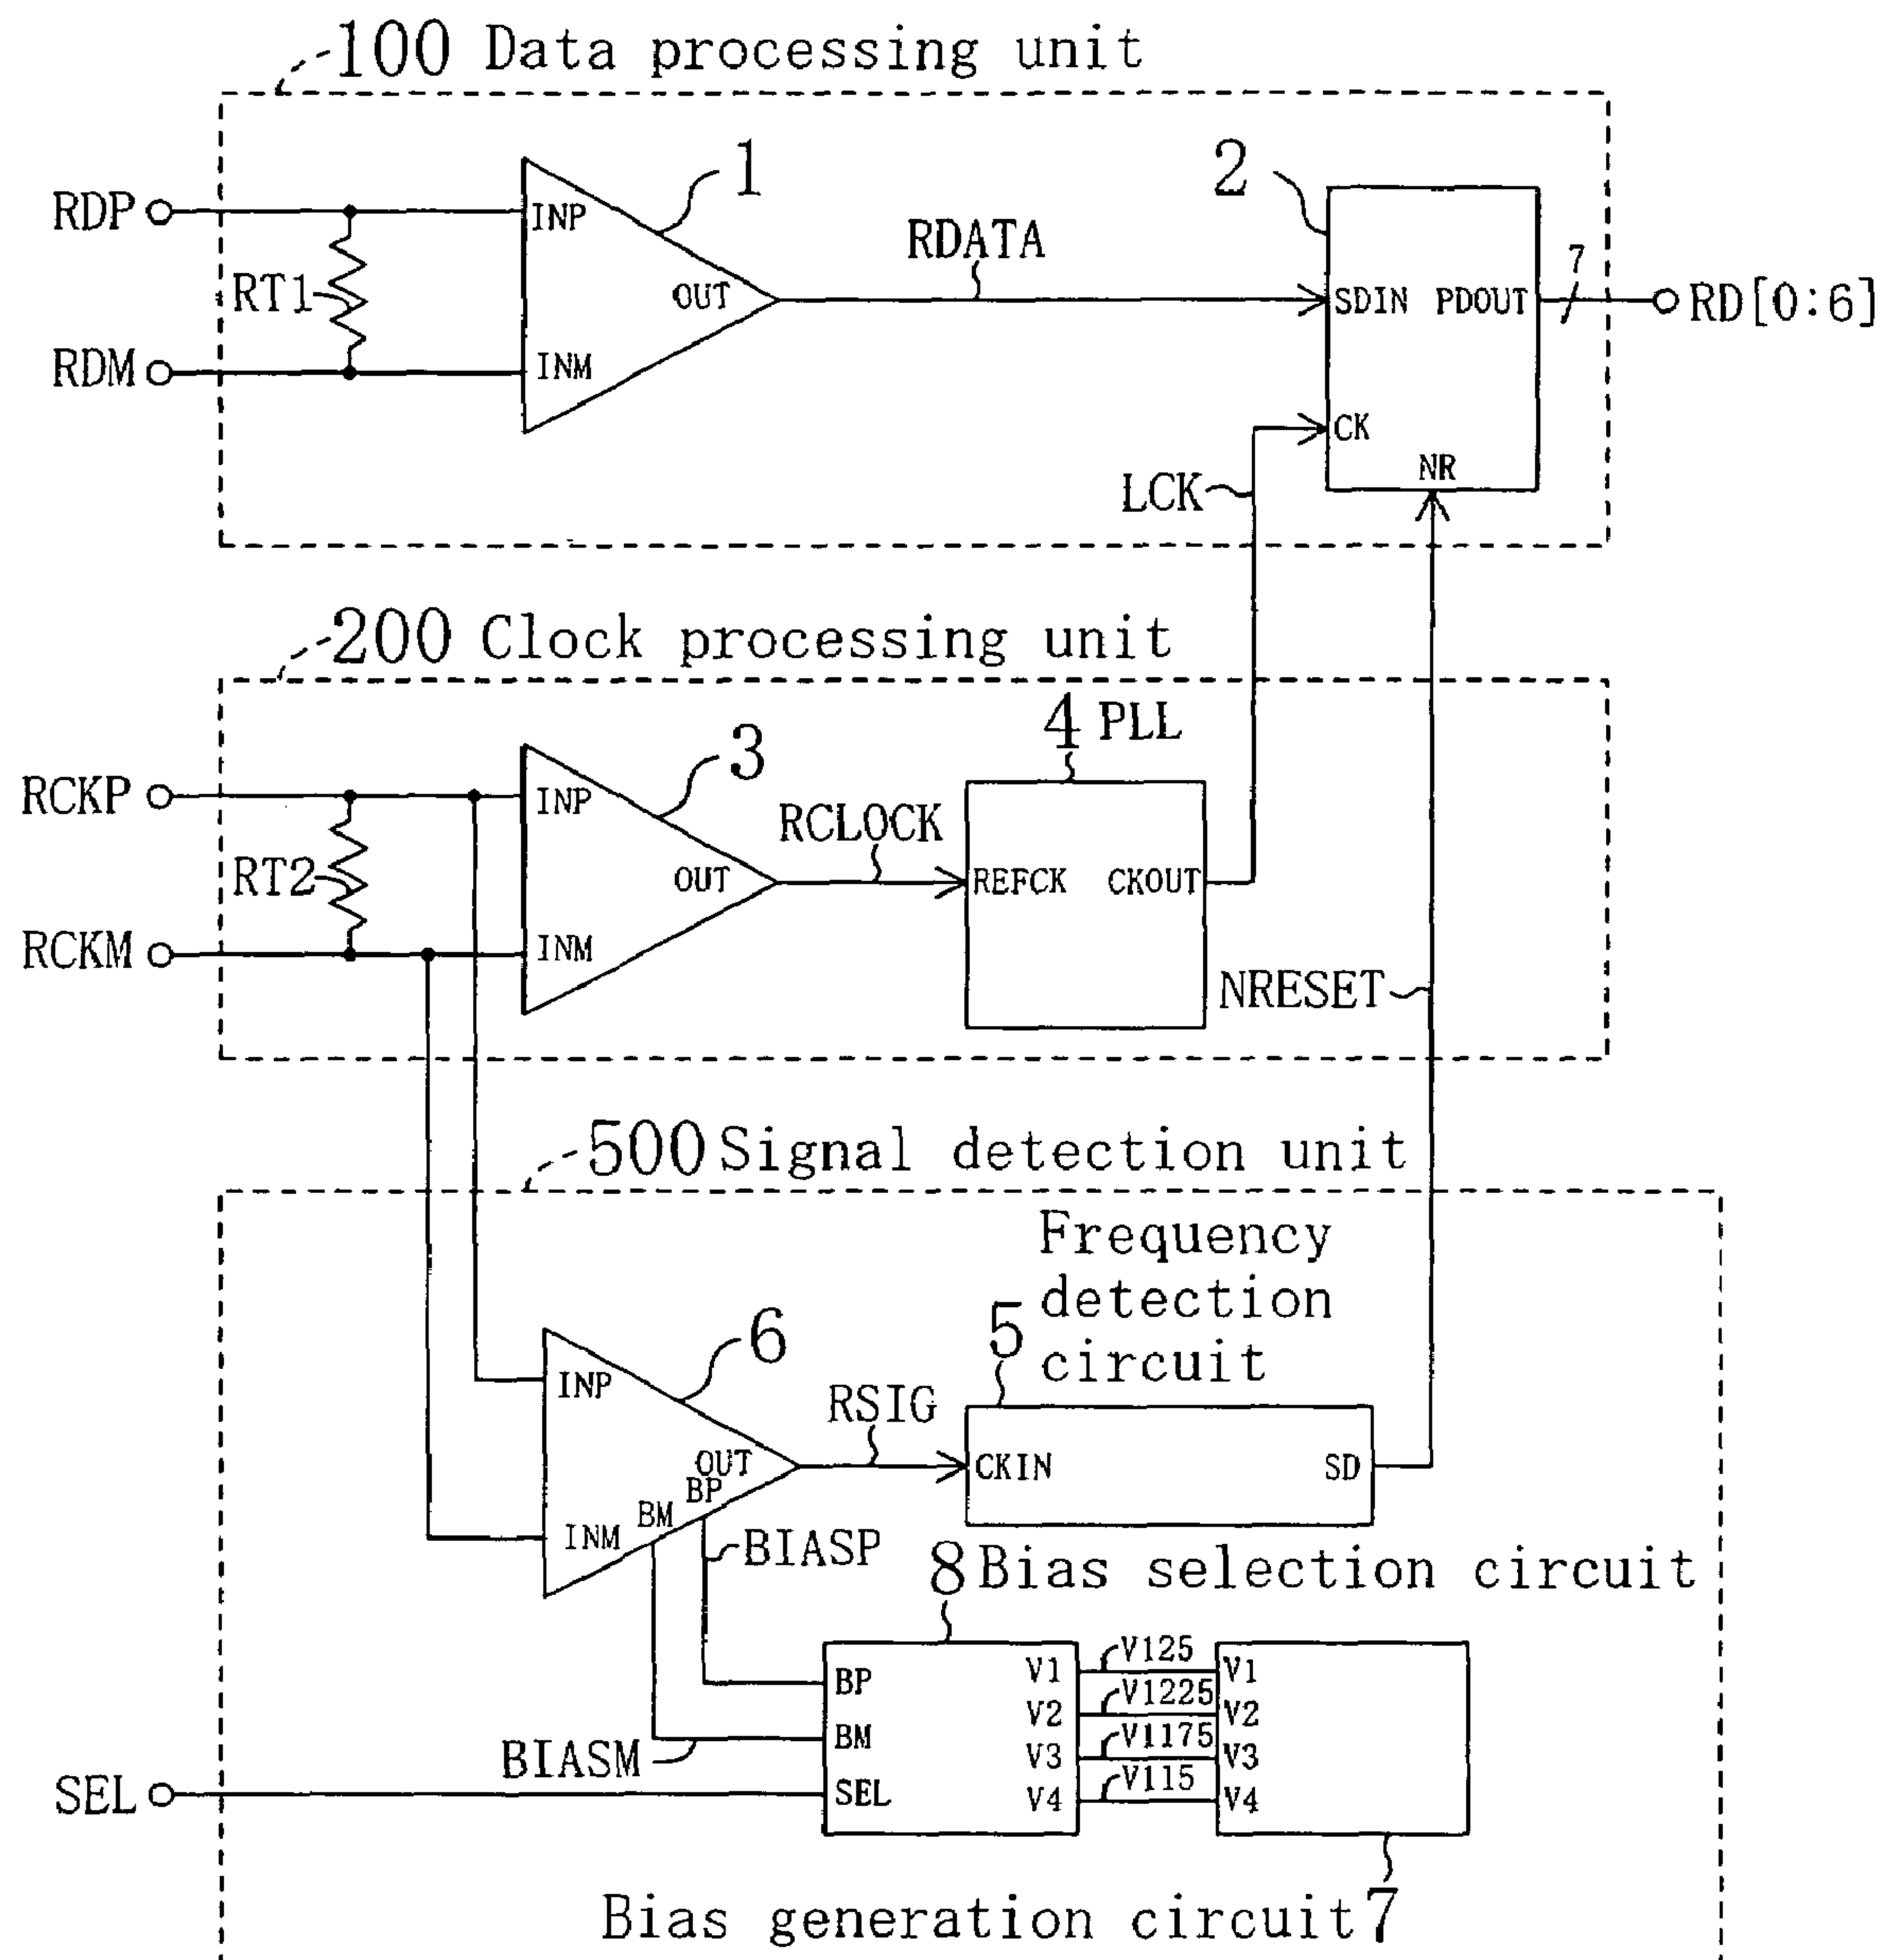 100 Data processing unit
1
2
RDP
INP
RDATA
7
RT1
OUT
SDIN PDOUT
RD[0:6]
RDM
INM
CK
NR
LCK
200 Clock processing unit
4 PLL
3
RCKP
INP
RCLOCK
RT2
OUT
REFCK CKOUT
RCKM
INM
NRESET
500 Signal detection unit
Frequency
detection
circuit
5
6
INP
RSIG
OUT
CKIN SD
BP
BM
INM
BIASP
8 Bias selection circuit
V125
BP V1 V1
V1225
V2 V2
BM
V1175
BIASM
V3 V3
V115
SEL
SEL V4 V4
Bias generation circuit 7